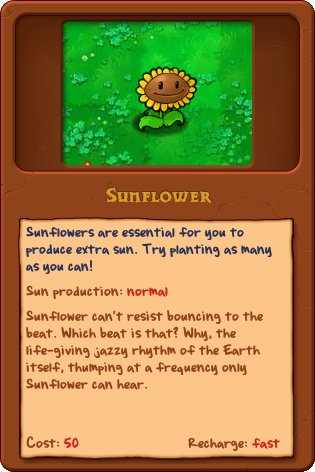 Sunflower
Sunflowers are essential for you to
produce extra sun. Try planting as many
as you can!
Sun production: normal
Sunflower can't resist bouncing to the
beat. Which beat is that? Why, the
life-giving jazzy rhythm of the Earth
itself, thumping at a frequency only
Sunflower can hear.
Cost: 50 Recharge: fast